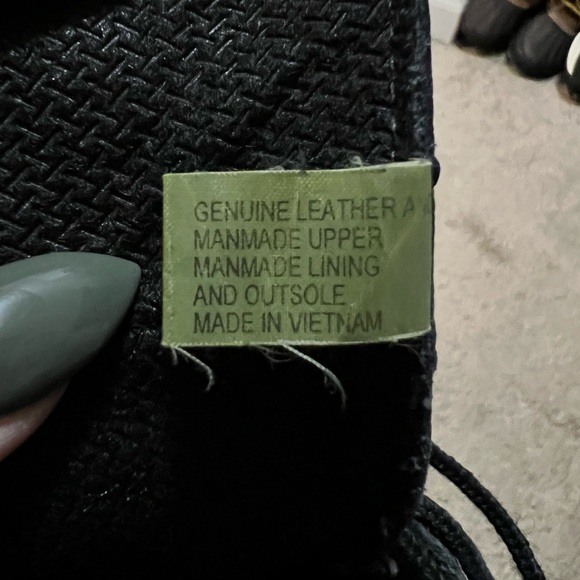 GENUINE LEATHER
MANMADE UPPER
MANMADE LINING
AND OUTSOLE
MADE IN VIETNAM